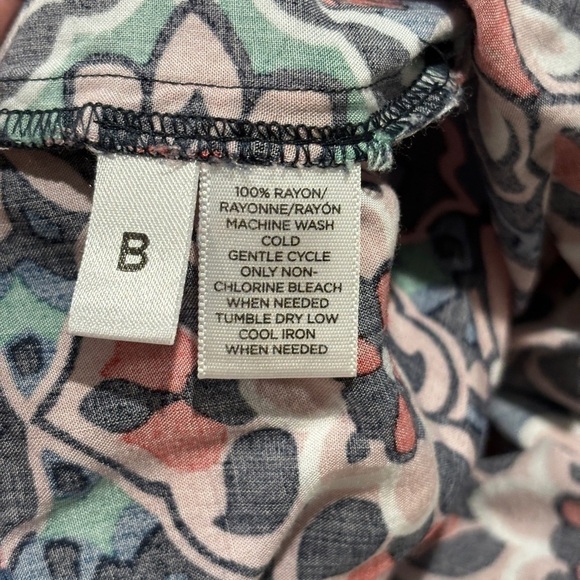 B
100% RAYON/
RAYONNE/RAYÓN
MACHINE WASH
COLD
GENTLE CYCLE
ONLY NON-
CHLORINE BLEACH
WHEN NEEDED
TUMBLE DRY LOW
COOL IRON
WHEN NEEDED